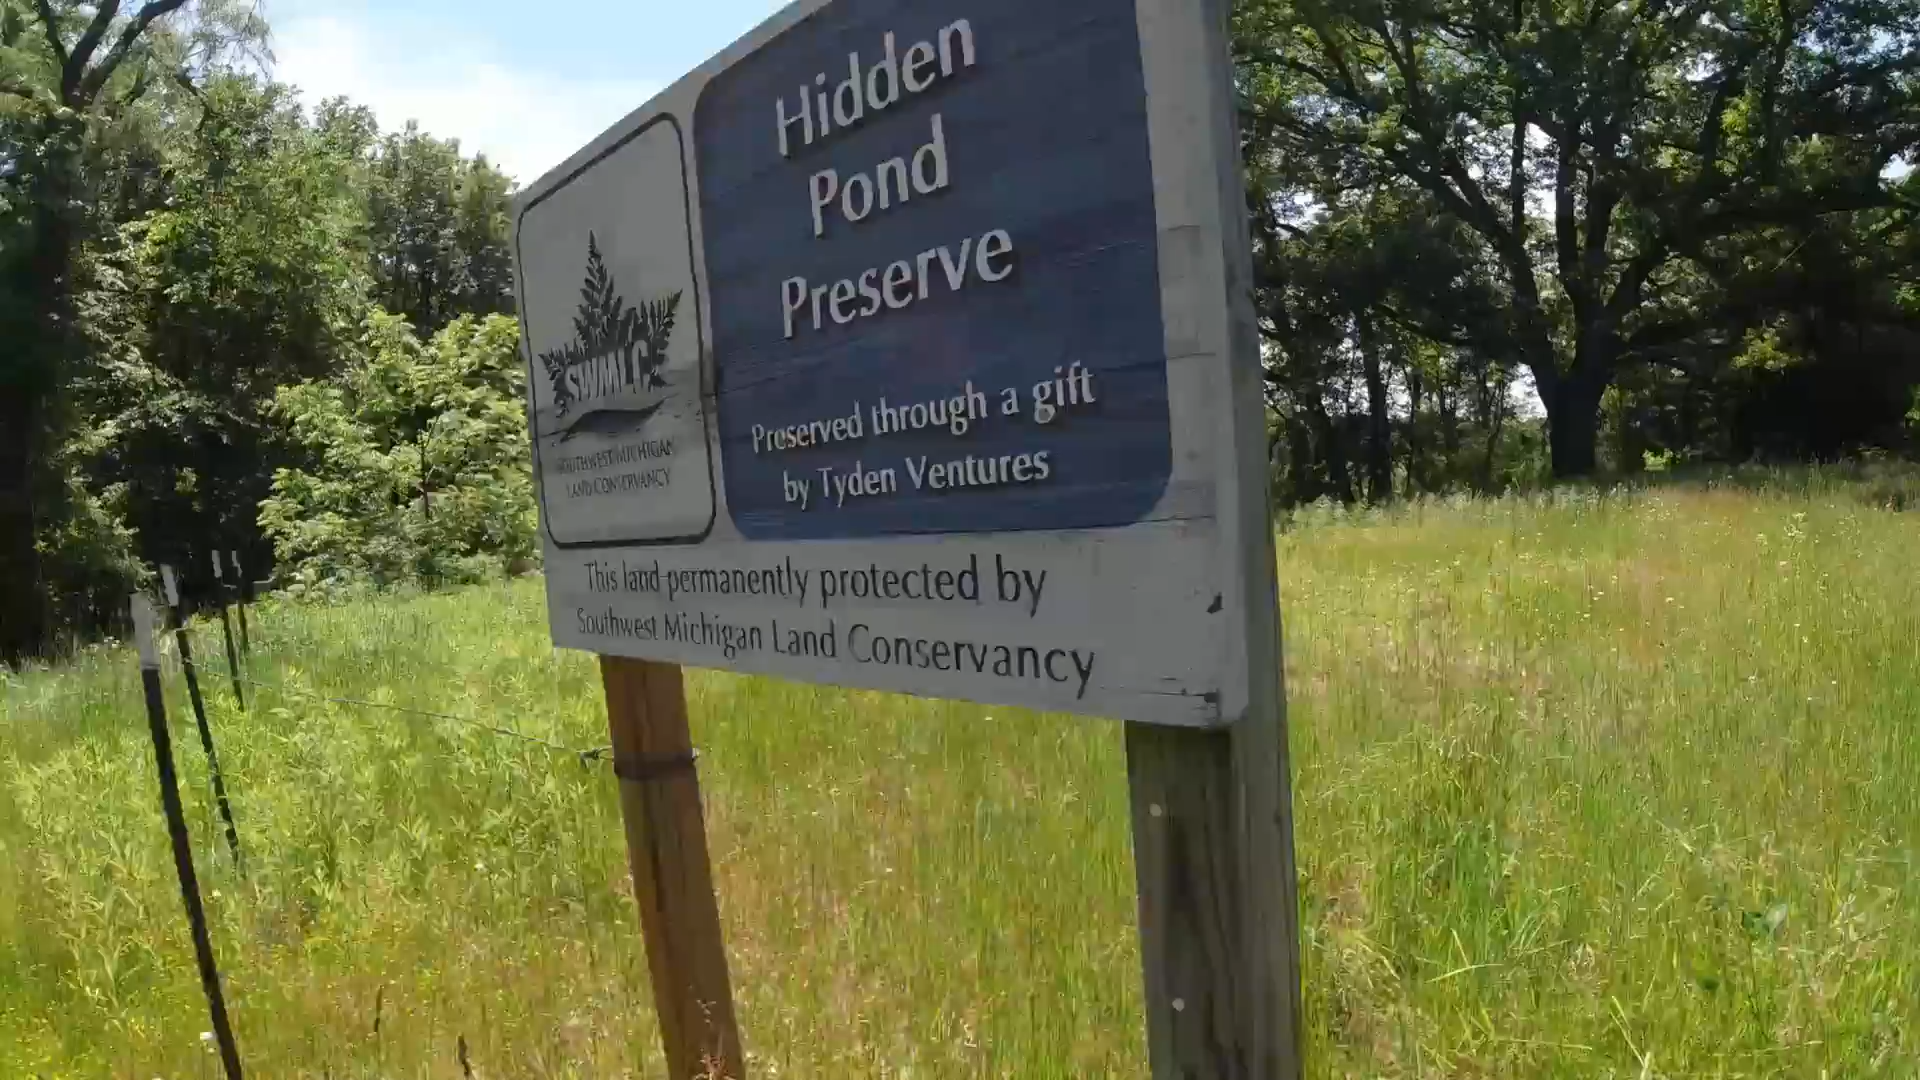 SWMLC
SOUTHWEST MICHIGAN
LAND CONSERVANCY
Hidden
Pond
Preserve
Preserved through a gift
by Tyden Ventures
This land permanently protected by
Southwest Michigan Land Conservancy